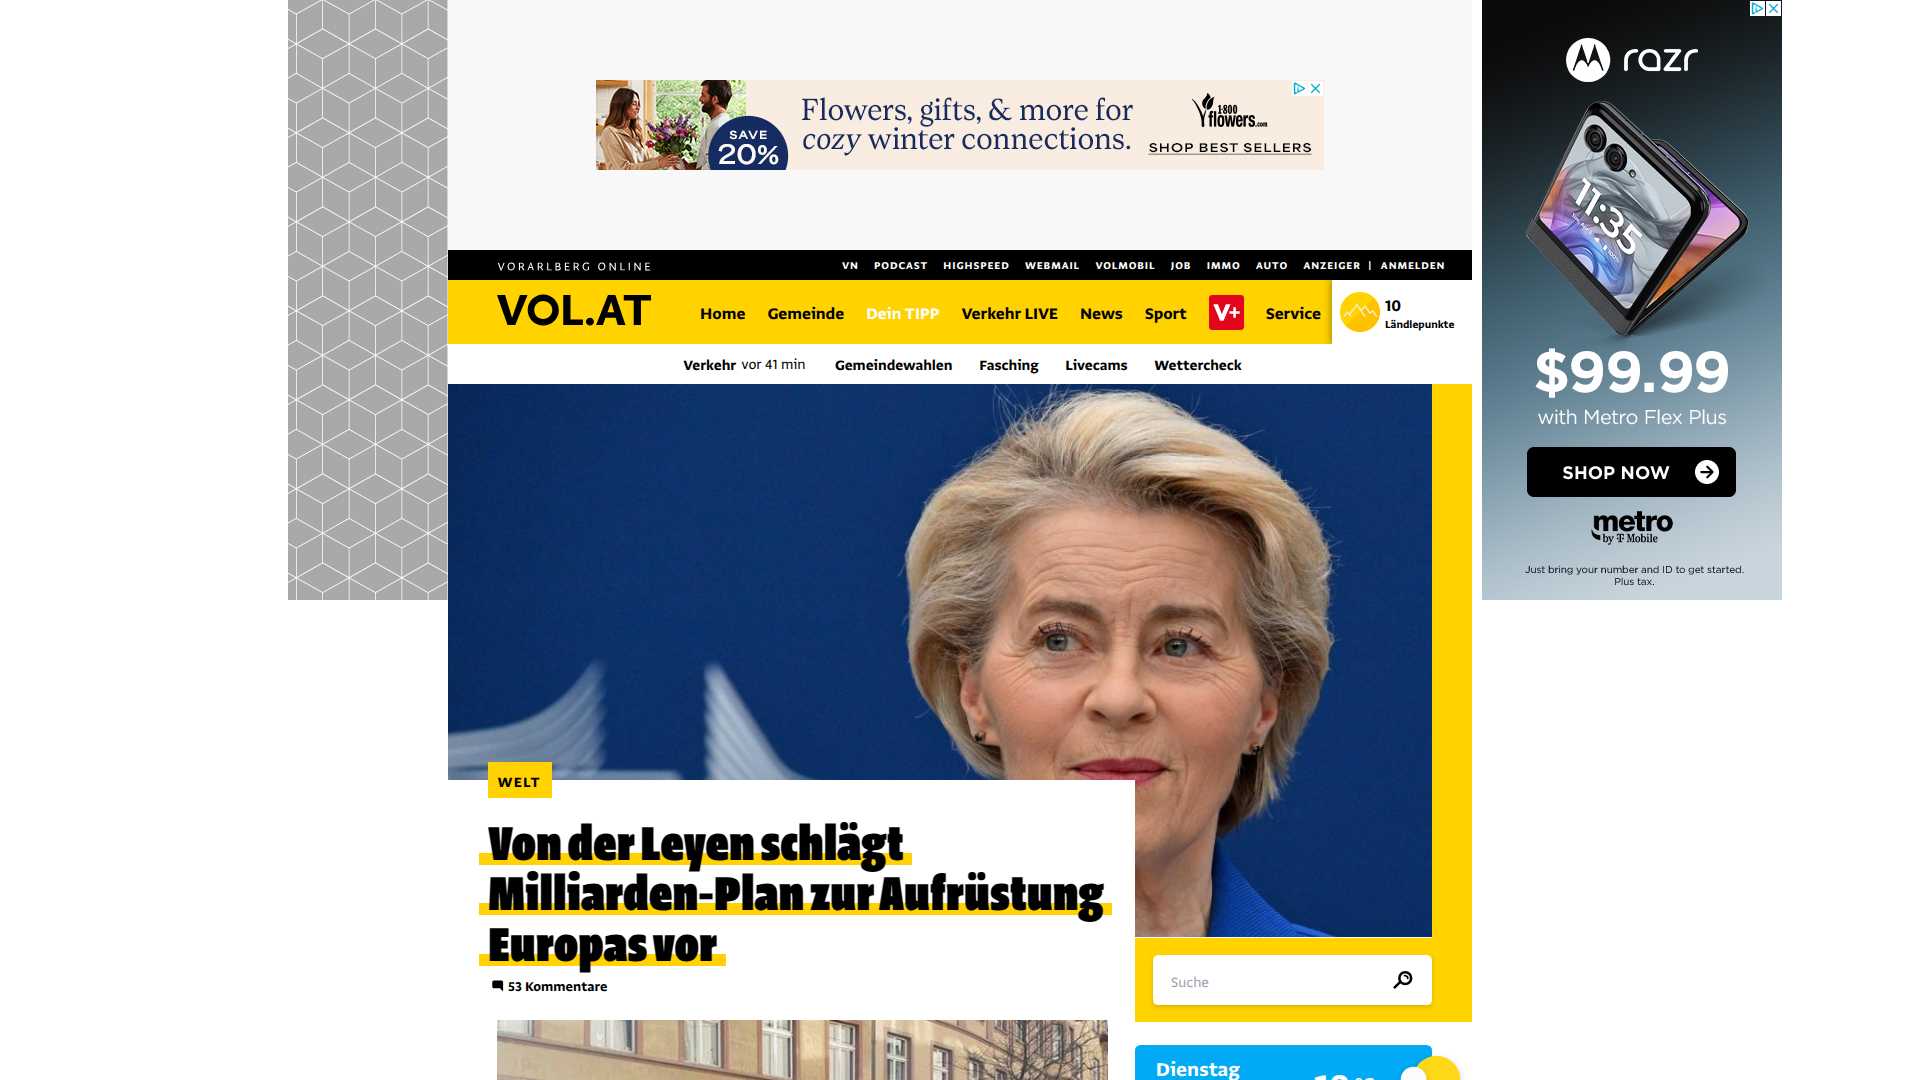 razr
11:35
$99.99
with Metro Flex Plus
SHOP NOW
metro
by T Mobile
Just bring your number and ID to get started.
Plus tax.
SAVE
20%
Flowers, gifts, & more for
cozy winter connections.
1-800
flowers.com
SHOP BEST SELLERS
VORARLBERG ONLINE
VN PODCAST HIGHSPEED WEBMAIL VOLMOBIL JOB IMMO AUTO ANZEIGER | ANMELDEN
VOL.AT
Home Gemeinde Dein TIPP Verkehr LIVE News Sport V+ Service
10
Ländlepunkte
Verkehr vor 41 min Gemeindewahlen Fasching Livecams Wettercheck
WELT
Von der Leyen schlägt
Milliarden-Plan zur Aufrüstung
Europas vor
53 Kommentare
Suche
Dienstag